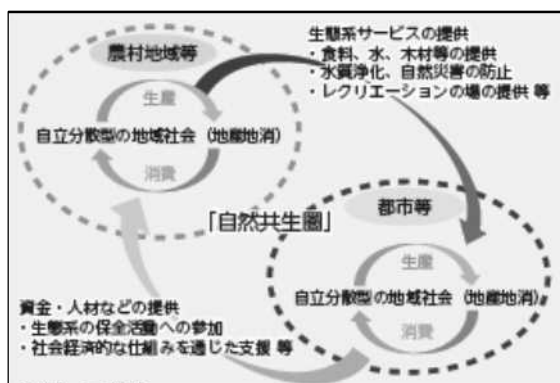 農村地域等
生産
自立分散型の地域社会（地産地消）
消費
生態系サービスの提供
・食料、水、木材等の提供
・水質浄化、自然災害の防止
・レクリエーションの場の提供 等
「自然共生圏」
都市等
生産
自立分散型の地域社会（地産地消）
消費
資金・人材などの提供
・生態系の保全活動への参加
・社会経済的な仕組みを通じた支援 等